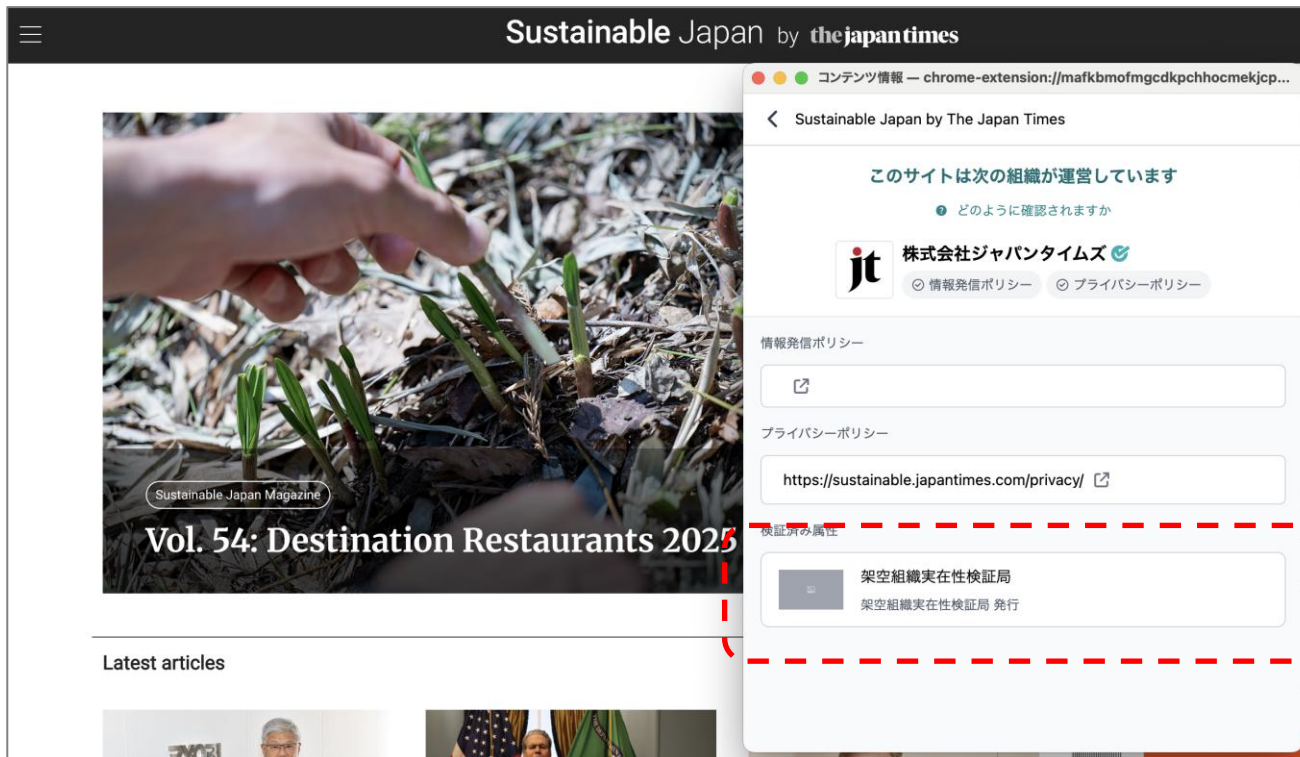 Sustainable Japan by the japan times
コンテンツ情報 — chrome-extension://mafkbmofmgcdkpchhocmekjcp...
Sustainable Japan by The Japan Times
このサイトは次の組織が運営しています
どのように確認されますか
jt
株式会社ジャパンタイムズ
情報発信ポリシー プライバシーポリシー
情報発信ポリシー
プライバシーポリシー
https://sustainable.japantimes.com/privacy/
検証済み属性
架空組織実在性検証局
架空組織実在性検証局 発行
Sustainable Japan Magazine
Vol. 54: Destination Restaurants 2025
Latest articles